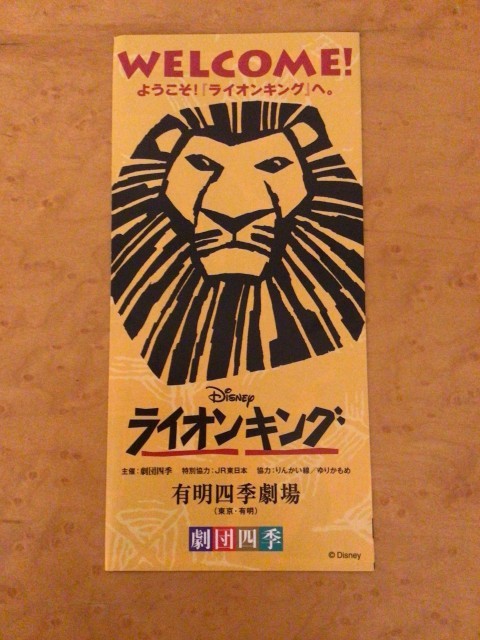 WELCOME!
ようこそ!『ライオンキング』へ。
Disney
ライオンキング
主催:劇団四季 特別協力:JR東日本 協力:りんかい線/ゆりかもめ
有明四季劇場
(東京・有明)
劇団四季
© Disney